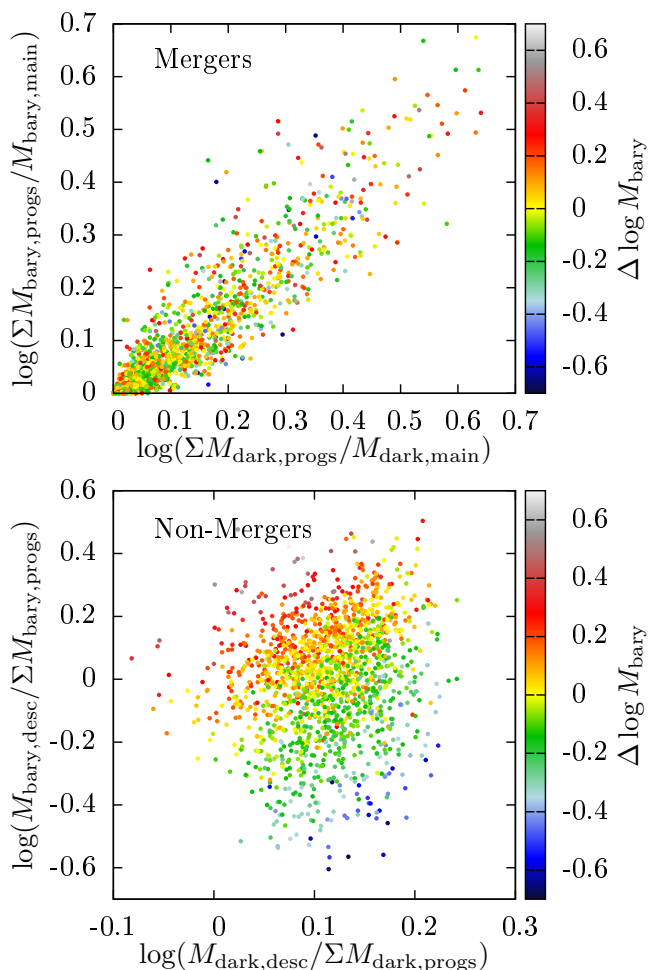 0.7
0.6
0.5
0.4
0.3
0.2
0.1
0
Mergers
log(ΣM_bary,progs/M_bary,main)
0 0.1 0.2 0.3 0.4 0.5 0.6 0.7
log(ΣM_dark,progs/M_dark,main)
0.6
0.4
0.2
0
-0.2
-0.4
-0.6
Δ log M_bary
0.6
0.4
0.2
0
-0.2
-0.4
-0.6
Non-Mergers
log(M_bary,desc/ΣM_bary,progs)
-0.1 0 0.1 0.2 0.3
log(M_dark,desc/ΣM_dark,progs)
0.6
0.4
0.2
0
-0.2
-0.4
-0.6
Δ log M_bary